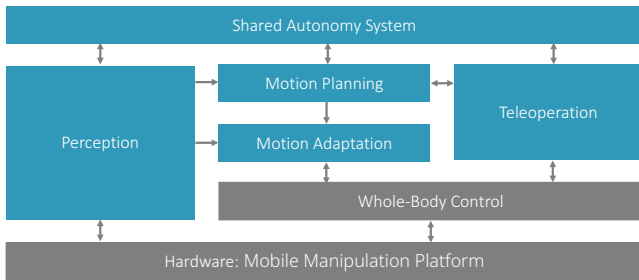 Shared Autonomy System
Motion Planning
Teleoperation
Perception
Motion Adaptation
Whole-Body Control
Hardware: Mobile Manipulation Platform